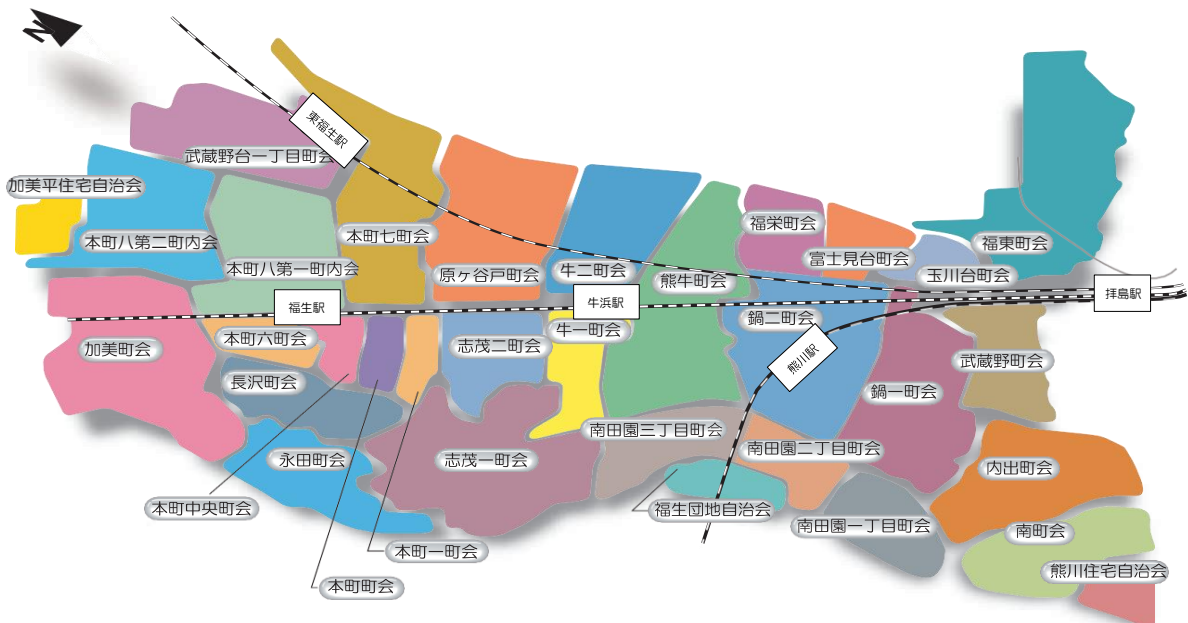 N
東福生駅
武蔵野台一丁目町会
加美平住宅自治会
本町八第二町内会
本町八第一町内会
本町七町会
原ヶ谷戸町会
牛二町会
熊牛町会
福栄町会
富士見台町会
玉川台町会
福東町会
拝島駅
福生駅
牛浜駅
加美町会
本町六町会
長沢町会
志茂二町会
牛一町会
鍋二町会
熊川駅
鍋一町会
武蔵野町会
永田町会
志茂一町会
南田園三丁目町会
南田園二丁目町会
内出町会
本町中央町会
福生団地自治会
南田園一丁目町会
南町会
本町一町会
本町町会
熊川住宅自治会